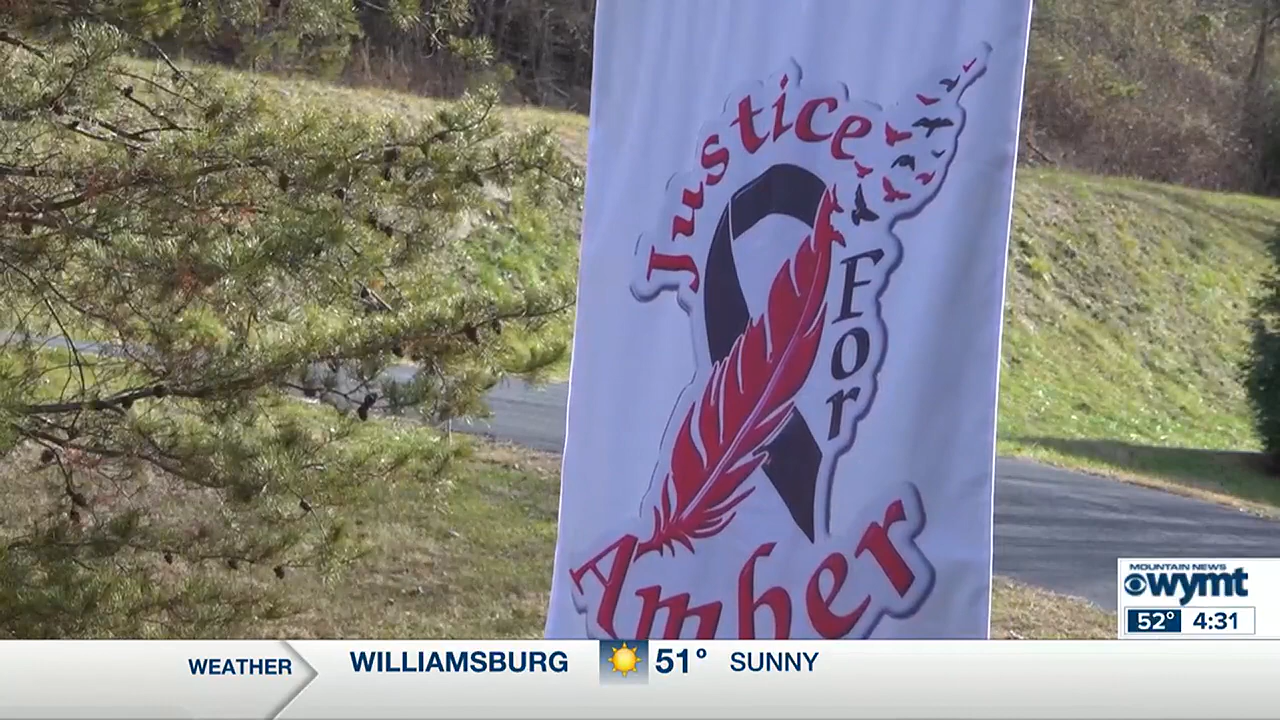 Justice
For
Amber
MOUNTAIN NEWS
wymt
52° 4:31
WEATHER WILLIAMSBURG 51° SUNNY